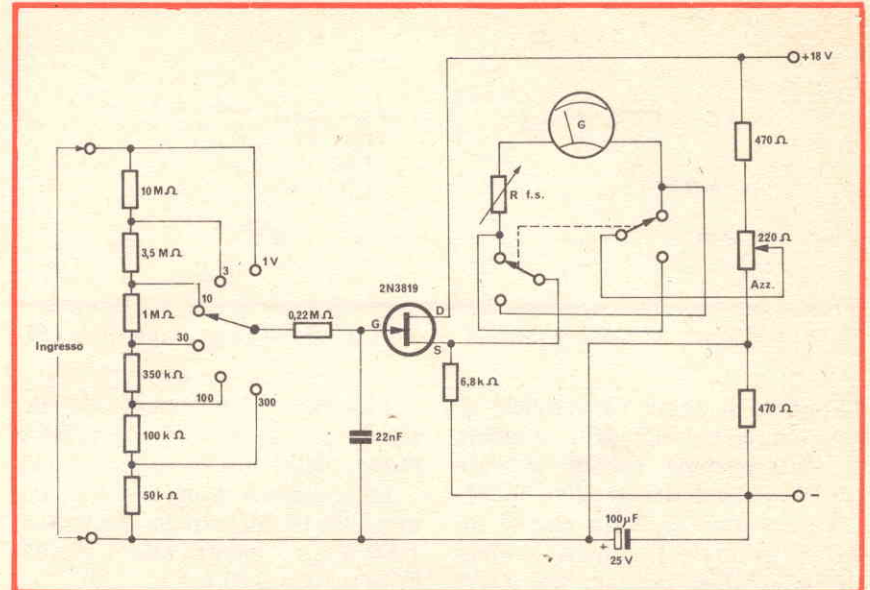 +18 V
G
470 Ω
10 MΩ
R f.s.
220 Ω
3,5 MΩ
3
1 V
Azz.
2N3819
10
0,22 MΩ
D
1 MΩ
G
Ingresso
30
S
350 kΩ
6,8 kΩ
470 Ω
100
300
100 kΩ
22nF
-
50 kΩ
100 µF
+
25 V